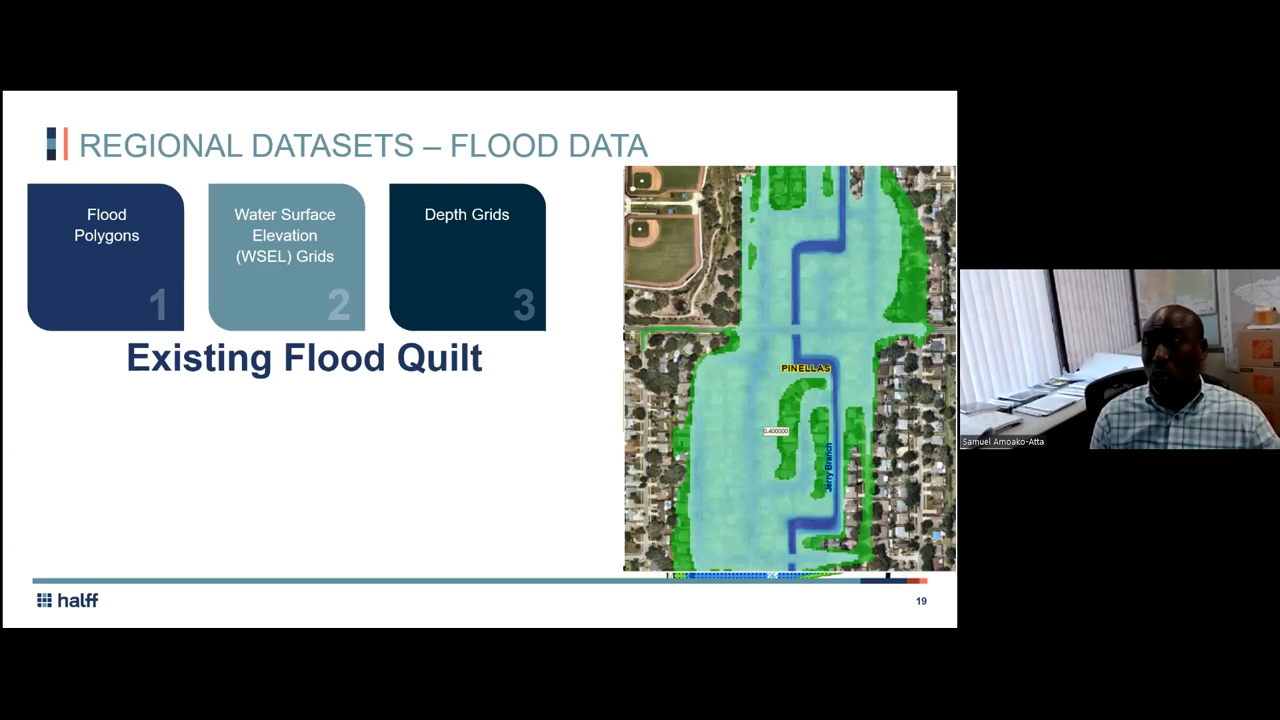 REGIONAL DATASETS – FLOOD DATA
Flood
Polygons
1
Water Surface
Elevation
(WSEL) Grids
2
Depth Grids
3
Existing Flood Quilt
PINELLAS
0.400000
Jerry Branch
halff
19
Samuel Amoako-Atta